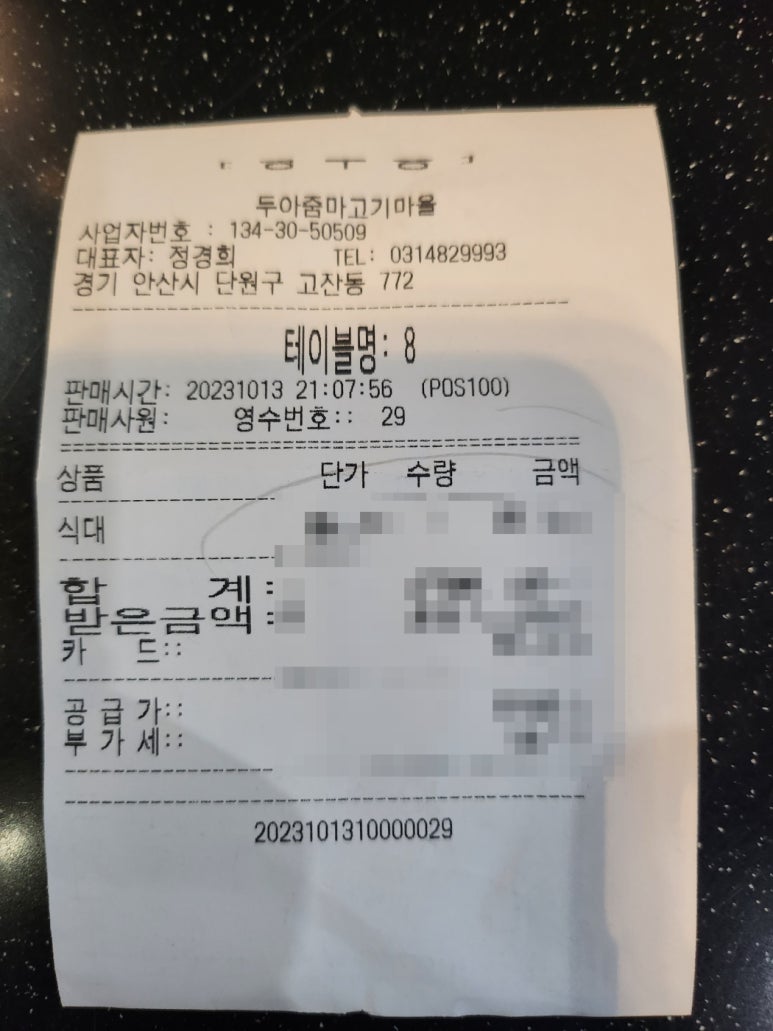 두아줌마고기마을
사업자번호 : 134-30-50509
대표자: 정경희 TEL: 0314829993
경기 안산시 단원구 고잔동 772
테이블명: 8
판매시간: 20231013 21:07:56 (POS100)
판매사원: 영수번호:: 29
상품 단가 수량 금액
식대
합 계:
받은금액:
카 드::
공 급 가::
부 가 세::
2023101310000029